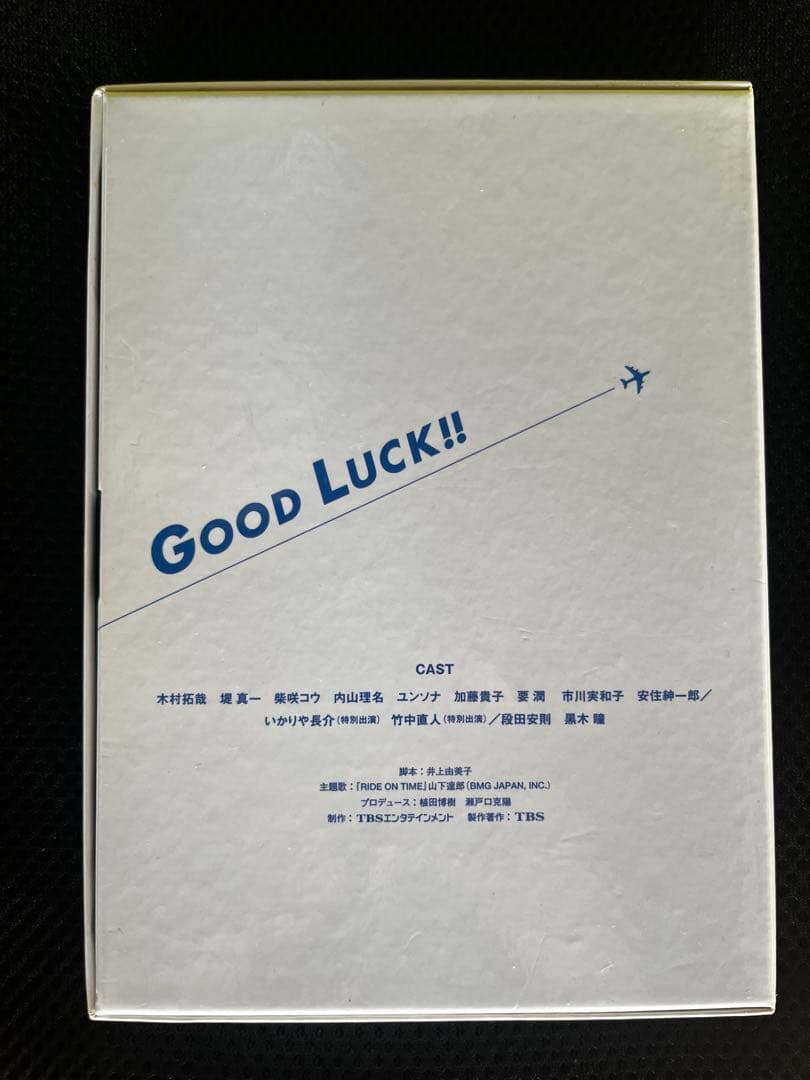 GOOD LUCK!!
CAST
木村拓哉 堤 真一 柴咲コウ 内山理名 ユンソナ 加藤貴子 要 潤 市川実和子 安住紳一郎／
いかりや長介(特別出演) 竹中直人(特別出演)／段田安則 黒木 瞳
脚本：井上由美子
主題歌：『RIDE ON TIME』山下達郎(BMG JAPAN, INC.)
プロデュース：植田博樹 瀬戸口克陽
制作：TBSエンタテインメント 製作著作：TBS